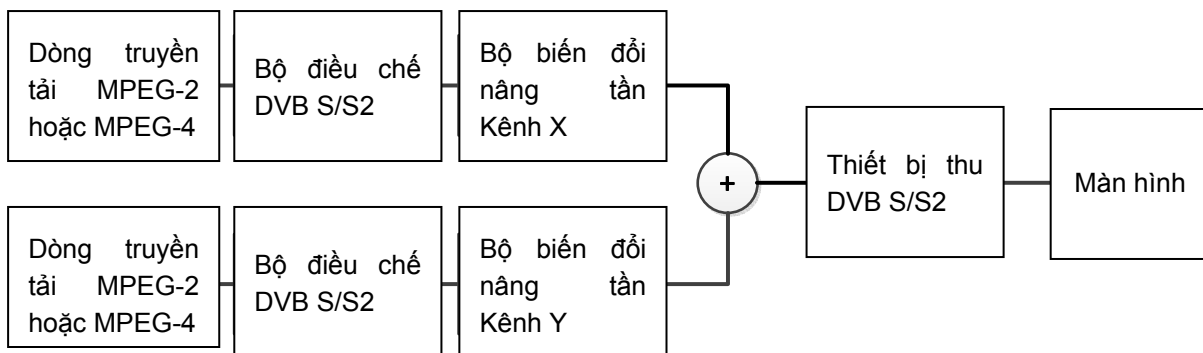 Dòng truyền
tải MPEG-2
hoặc MPEG-4
Bộ điều chế
DVB S/S2
Bộ biến đổi
nâng tần
Kênh X
+
Thiết bị thu
DVB S/S2
Màn hình
Dòng truyền
tải MPEG-2
hoặc MPEG-4
Bộ điều chế
DVB S/S2
Bộ biến đổi
nâng tần
Kênh Y